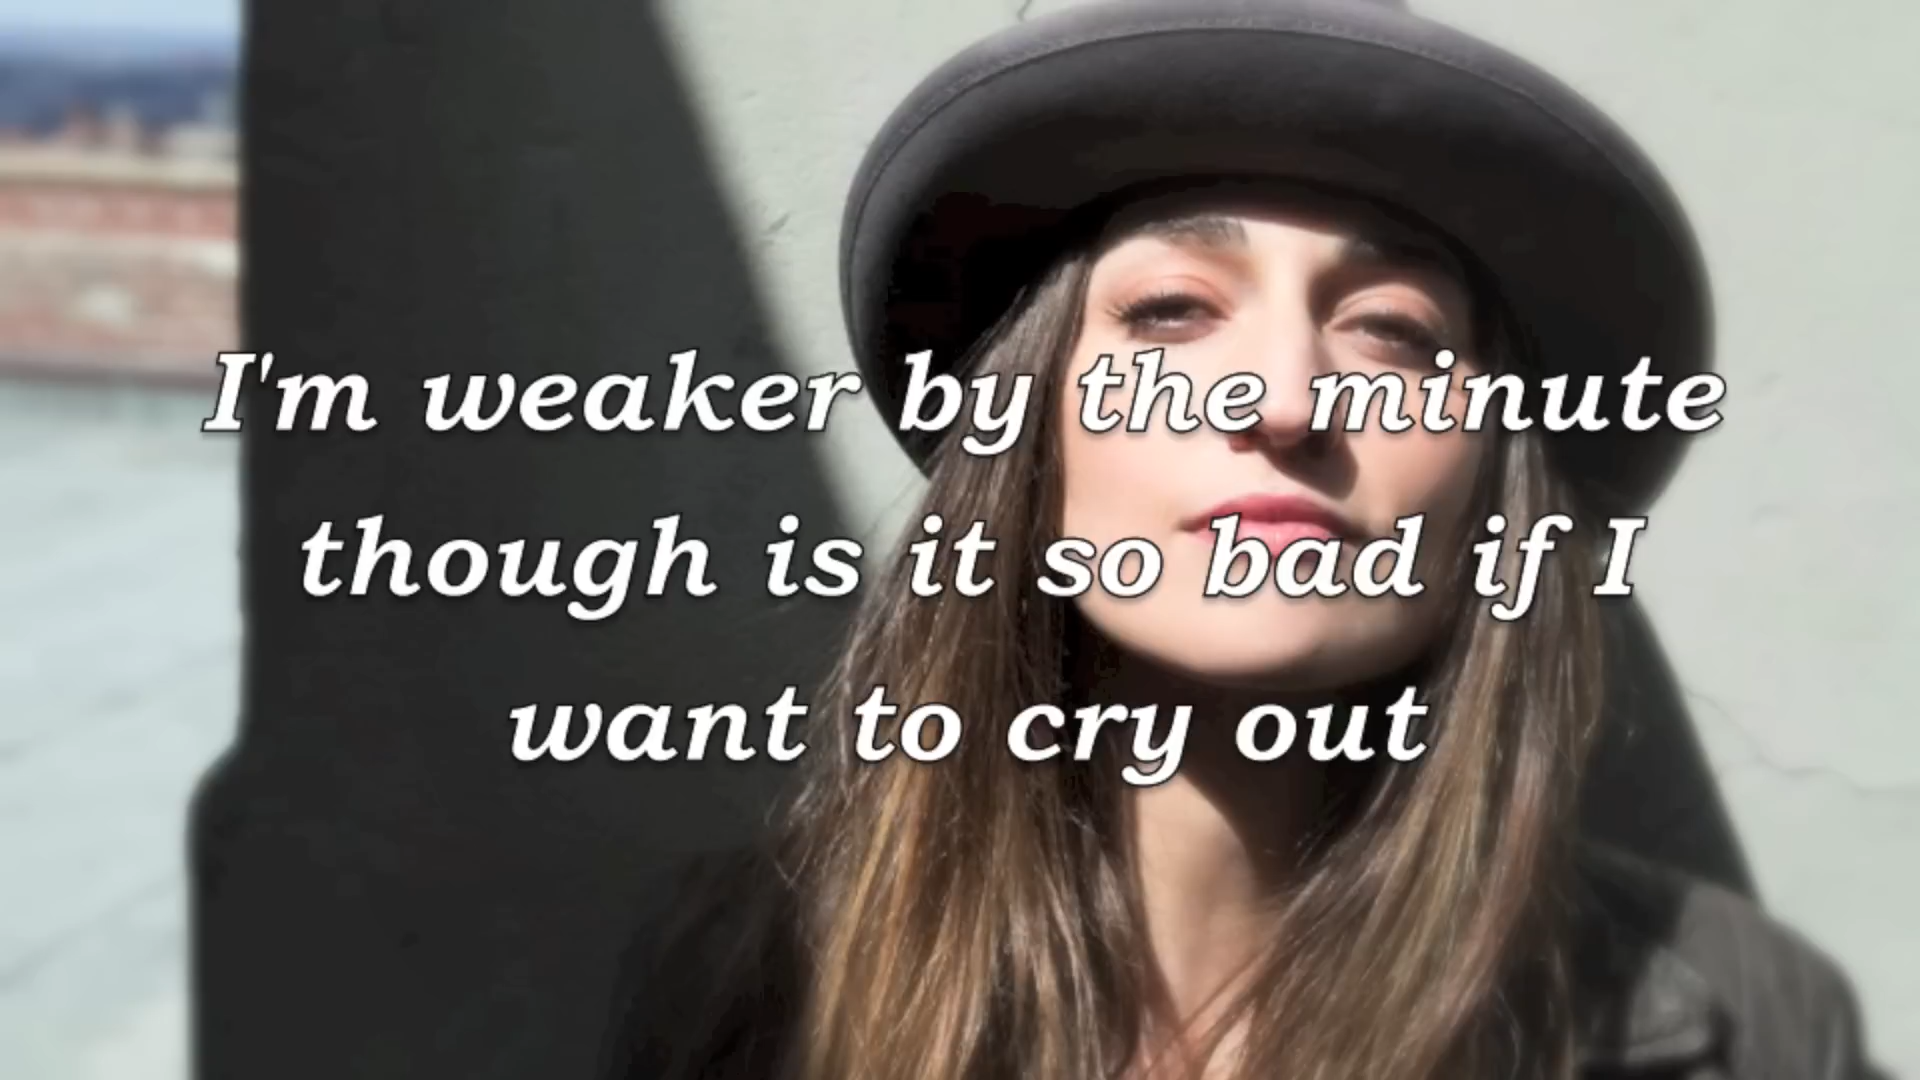 I'm weaker by the minute
though is it so bad if I
want to cry out